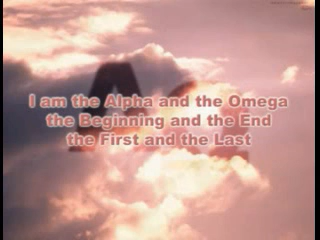 I am the Alpha and the Omega
the Beginning and the End
the First and the Last